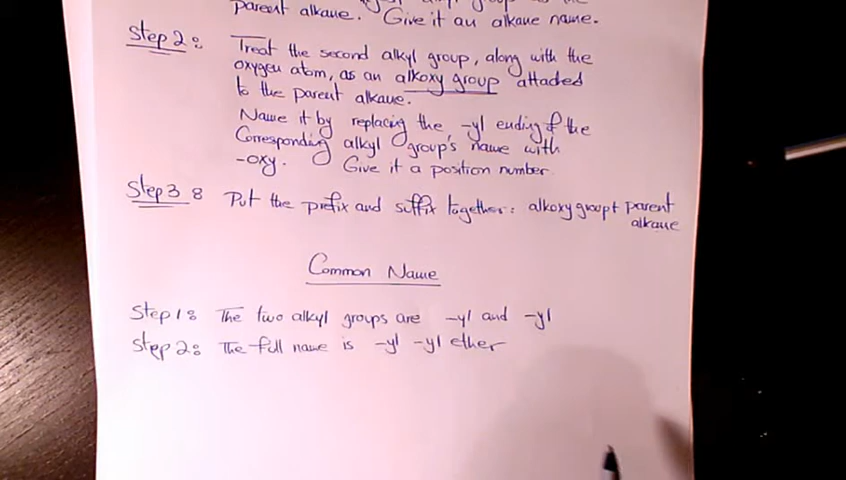 parent alkane. Give it an alkane name.
Step 2: Treat the second alkyl group, along with the
oxygen atom, as an alkoxy group attached
to the parent alkane.
Name it by replacing the -yl ending of the
Corresponding alkyl group's name with
-oxy. Give it a position number
Step 3: Put the prefix and suffix together: alkoxy group + parent
alkane
Common Name
Step 1: The two alkyl groups are -yl and -yl
Step 2: The full name is -yl -yl ether